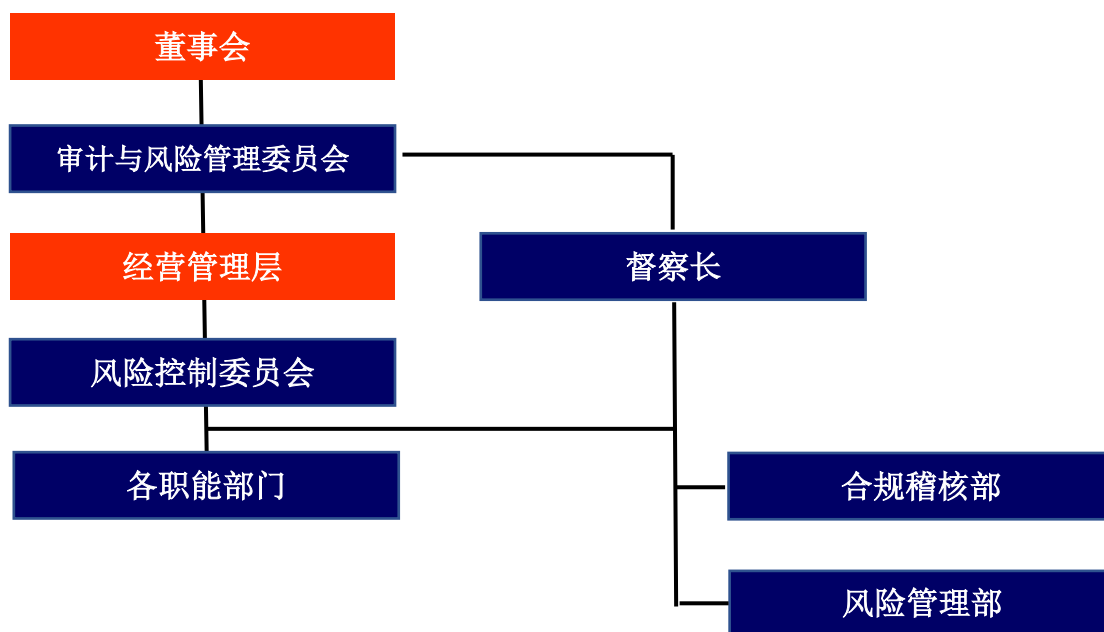 董事会
审计与风险管理委员会
经营管理层
督察长
风险控制委员会
各职能部门
合规稽核部
风险管理部